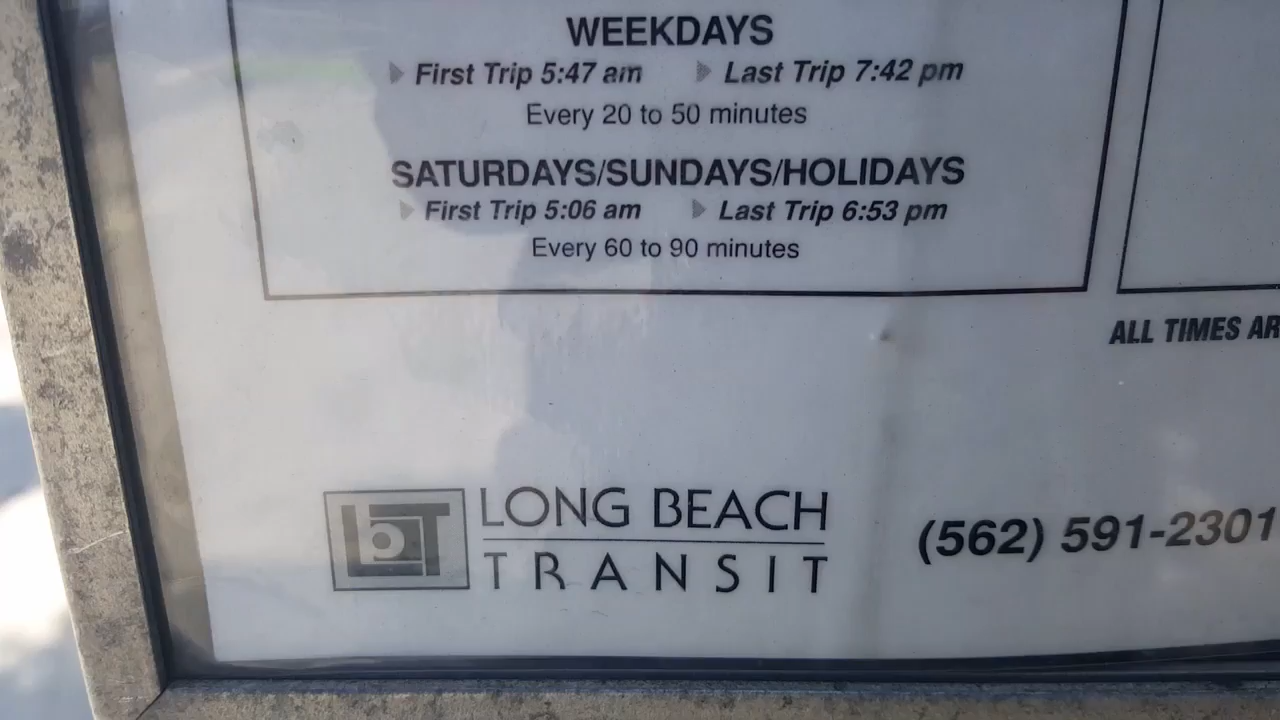 WEEKDAYS
First Trip 5:47 am Last Trip 7:42 pm
Every 20 to 50 minutes
SATURDAYS/SUNDAYS/HOLIDAYS
First Trip 5:06 am Last Trip 6:53 pm
Every 60 to 90 minutes
ALL TIMES AR
LBT LONG BEACH
TRANSIT
(562) 591-2301